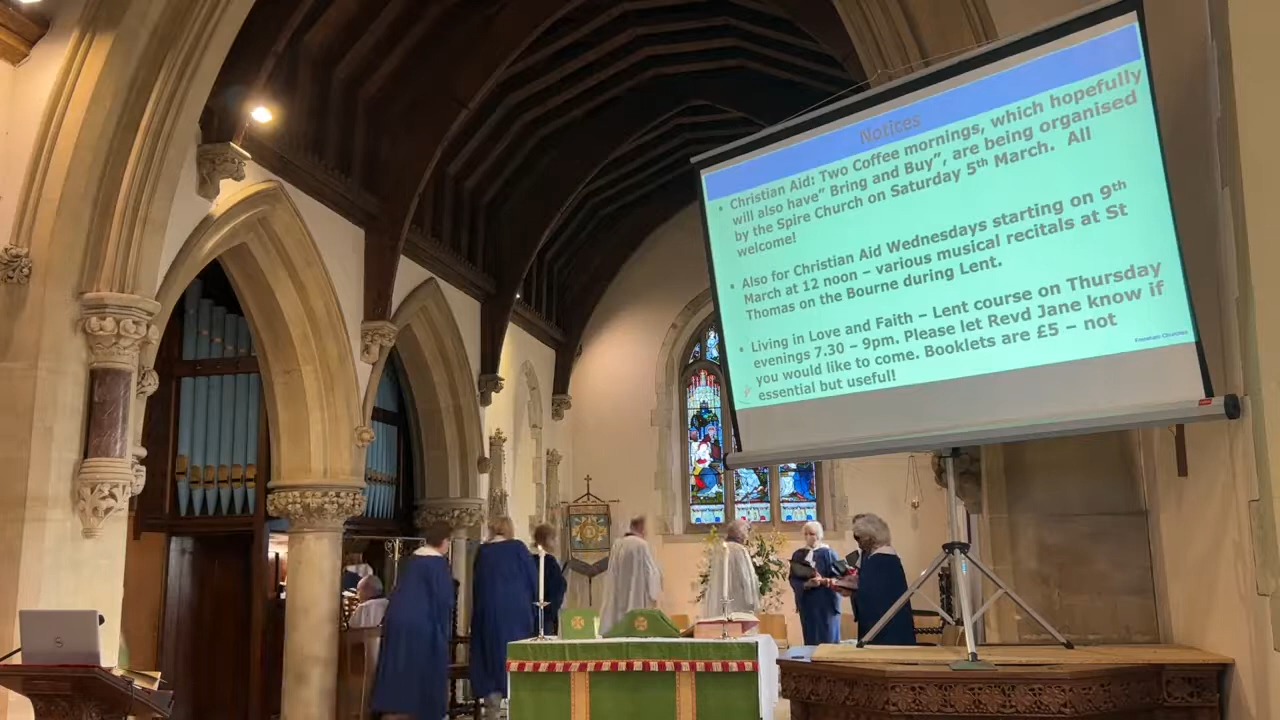 Notices
• Christian Aid: Two Coffee mornings, which hopefully
will also have” Bring and Buy”, are being organised
by the Spire Church on Saturday 5th March. All
welcome!
• Also for Christian Aid Wednesdays starting on 9th
March at 12 noon – various musical recitals at St
Thomas on the Bourne during Lent.
• Living in Love and Faith – Lent course on Thursday
evenings 7.30 – 9pm. Please let Revd Jane know if
you would like to come. Booklets are £5 – not
essential but useful!
Churches